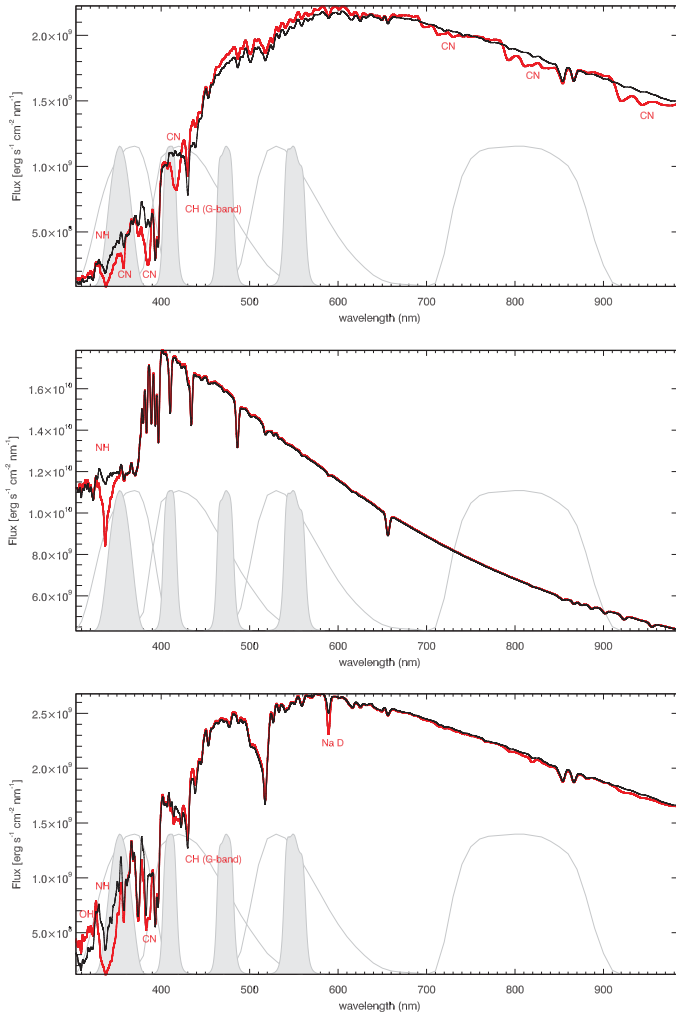 2.0×10⁹
1.5×10⁹
1.0×10⁹
5.0×10⁸
Flux [erg s⁻¹ cm⁻² nm⁻¹]
NH
CN
CN
CN
CH (G-band)
CN
CN
CN
400
500
600
700
800
900
wavelength (nm)
1.6×10¹⁰
1.4×10¹⁰
1.2×10¹⁰
1.0×10¹⁰
8.0×10⁹
6.0×10⁹
Flux [erg s⁻¹ cm⁻² nm⁻¹]
NH
400
500
600
700
800
900
wavelength (nm)
2.5×10⁹
2.0×10⁹
1.5×10⁹
1.0×10⁹
5.0×10⁸
Flux [erg s⁻¹ cm⁻² nm⁻¹]
OH
NH
CN
CH (G-band)
Na D
400
500
600
700
800
900
wavelength (nm)